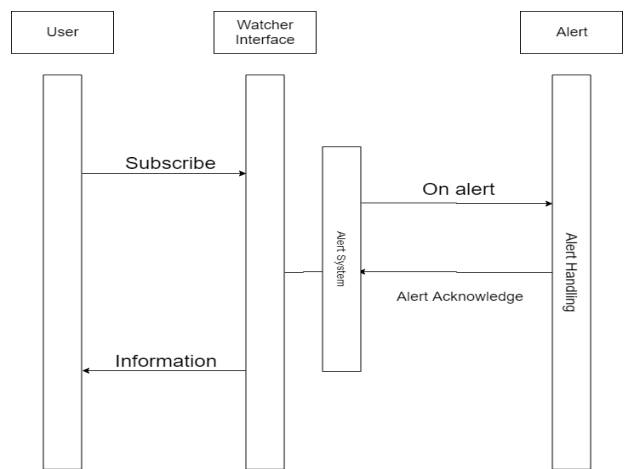 User
Watcher
Interface
Alert
Subscribe
On alert
Alert System
Alert Handling
Alert Acknowledge
Information